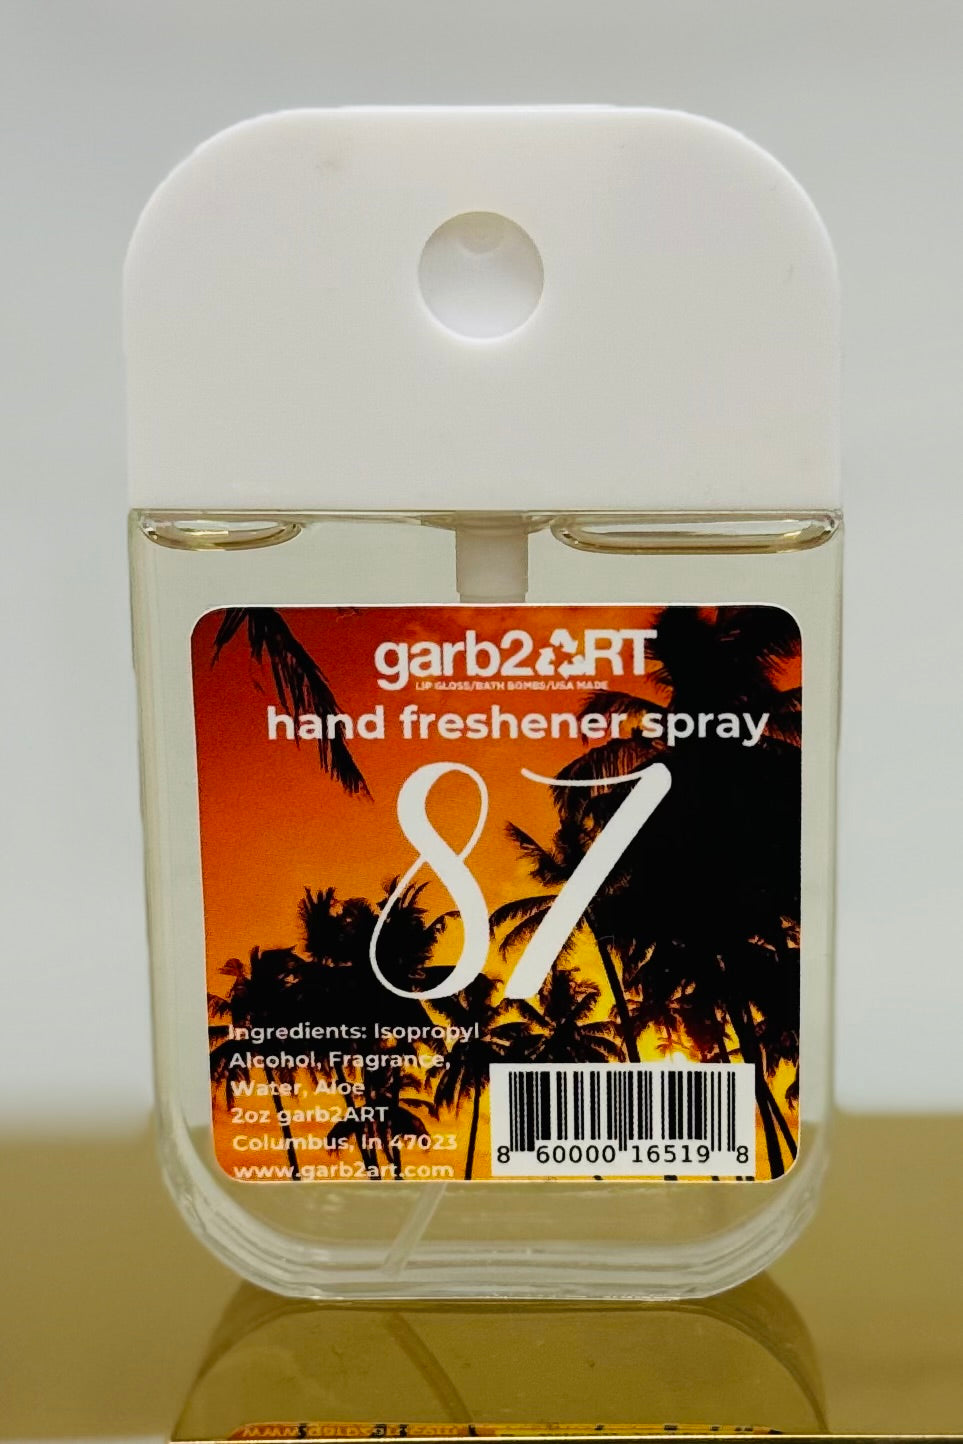 garb2ART
LIP GLOSS/BATH BOMBS/USA MADE
hand freshener spray
87
Ingredients: Isopropyl
Alcohol, Fragrance,
Water, Aloe
2oz garb2ART
Columbus, in 47023
www.garb2art.com
8 60000 16519 8